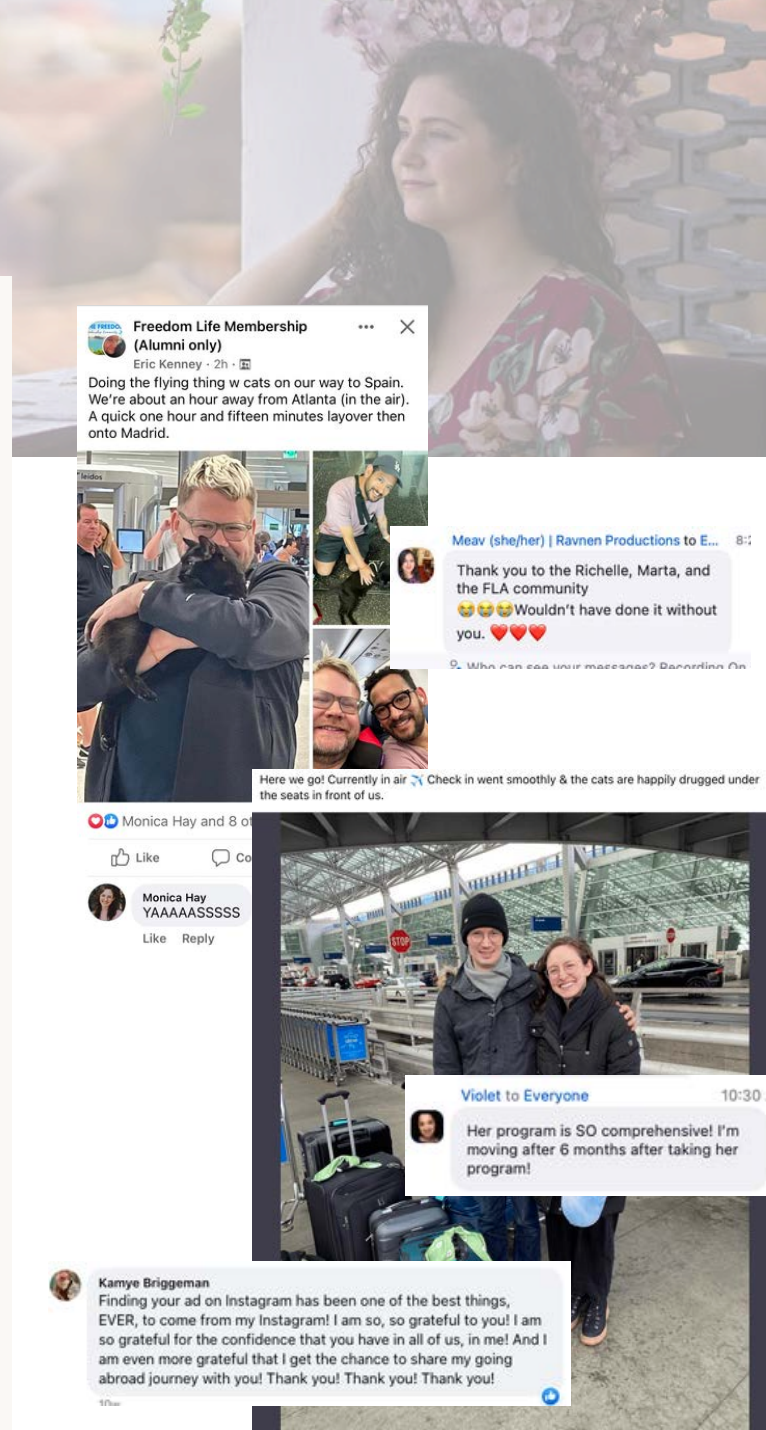 Freedom Life Membership
(Alumni only)
Eric Kenney · 2h ·
Doing the flying thing w cats on our way to Spain.
We're about an hour away from Atlanta (in the air).
A quick one hour and fifteen minutes layover then
onto Madrid.
leidos
Meav (she/her) | Ravnen Productions to E...
Thank you to the Richelle, Marta, and
the FLA community
😭😭😭Wouldn't have done it without
you. ❤️❤️❤️
Who can see your messages? Recording On
Here we go! Currently in air ✈️ Check in went smoothly & the cats are happily drugged under
the seats in front of us.
Monica Hay and 8 ot
Like Co
Monica Hay
YAAAAASSSSS
Like Reply
STOP
Violet to Everyone 10:30
Her program is SO comprehensive! I'm
moving after 6 months after taking her
program!
Kamye Briggeman
Finding your ad on Instagram has been one of the best things,
EVER, to come from my Instagram! I am so, so grateful to you! I am
so grateful for the confidence that you have in all of us, in me! And I
am even more grateful that I get the chance to share my going
abroad journey with you! Thank you! Thank you! Thank you!